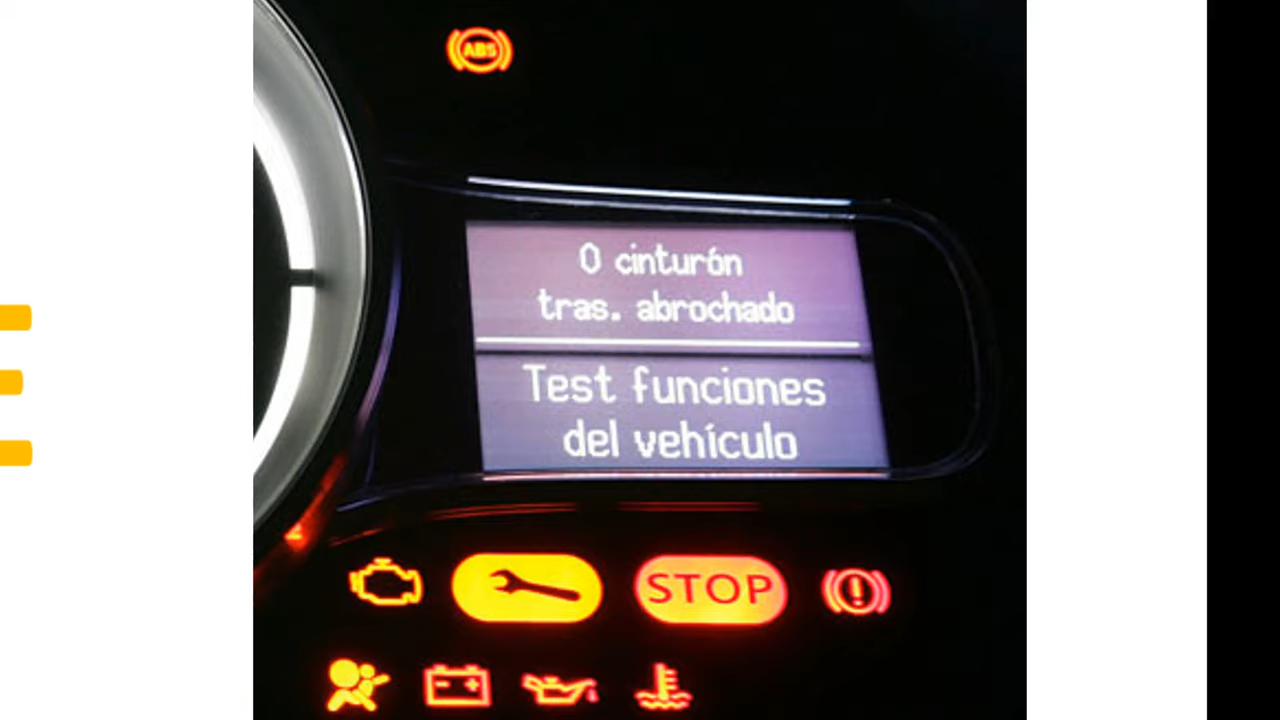 ABS
0 cinturón
tras. abrochado
Test funciones
del vehículo
STOP